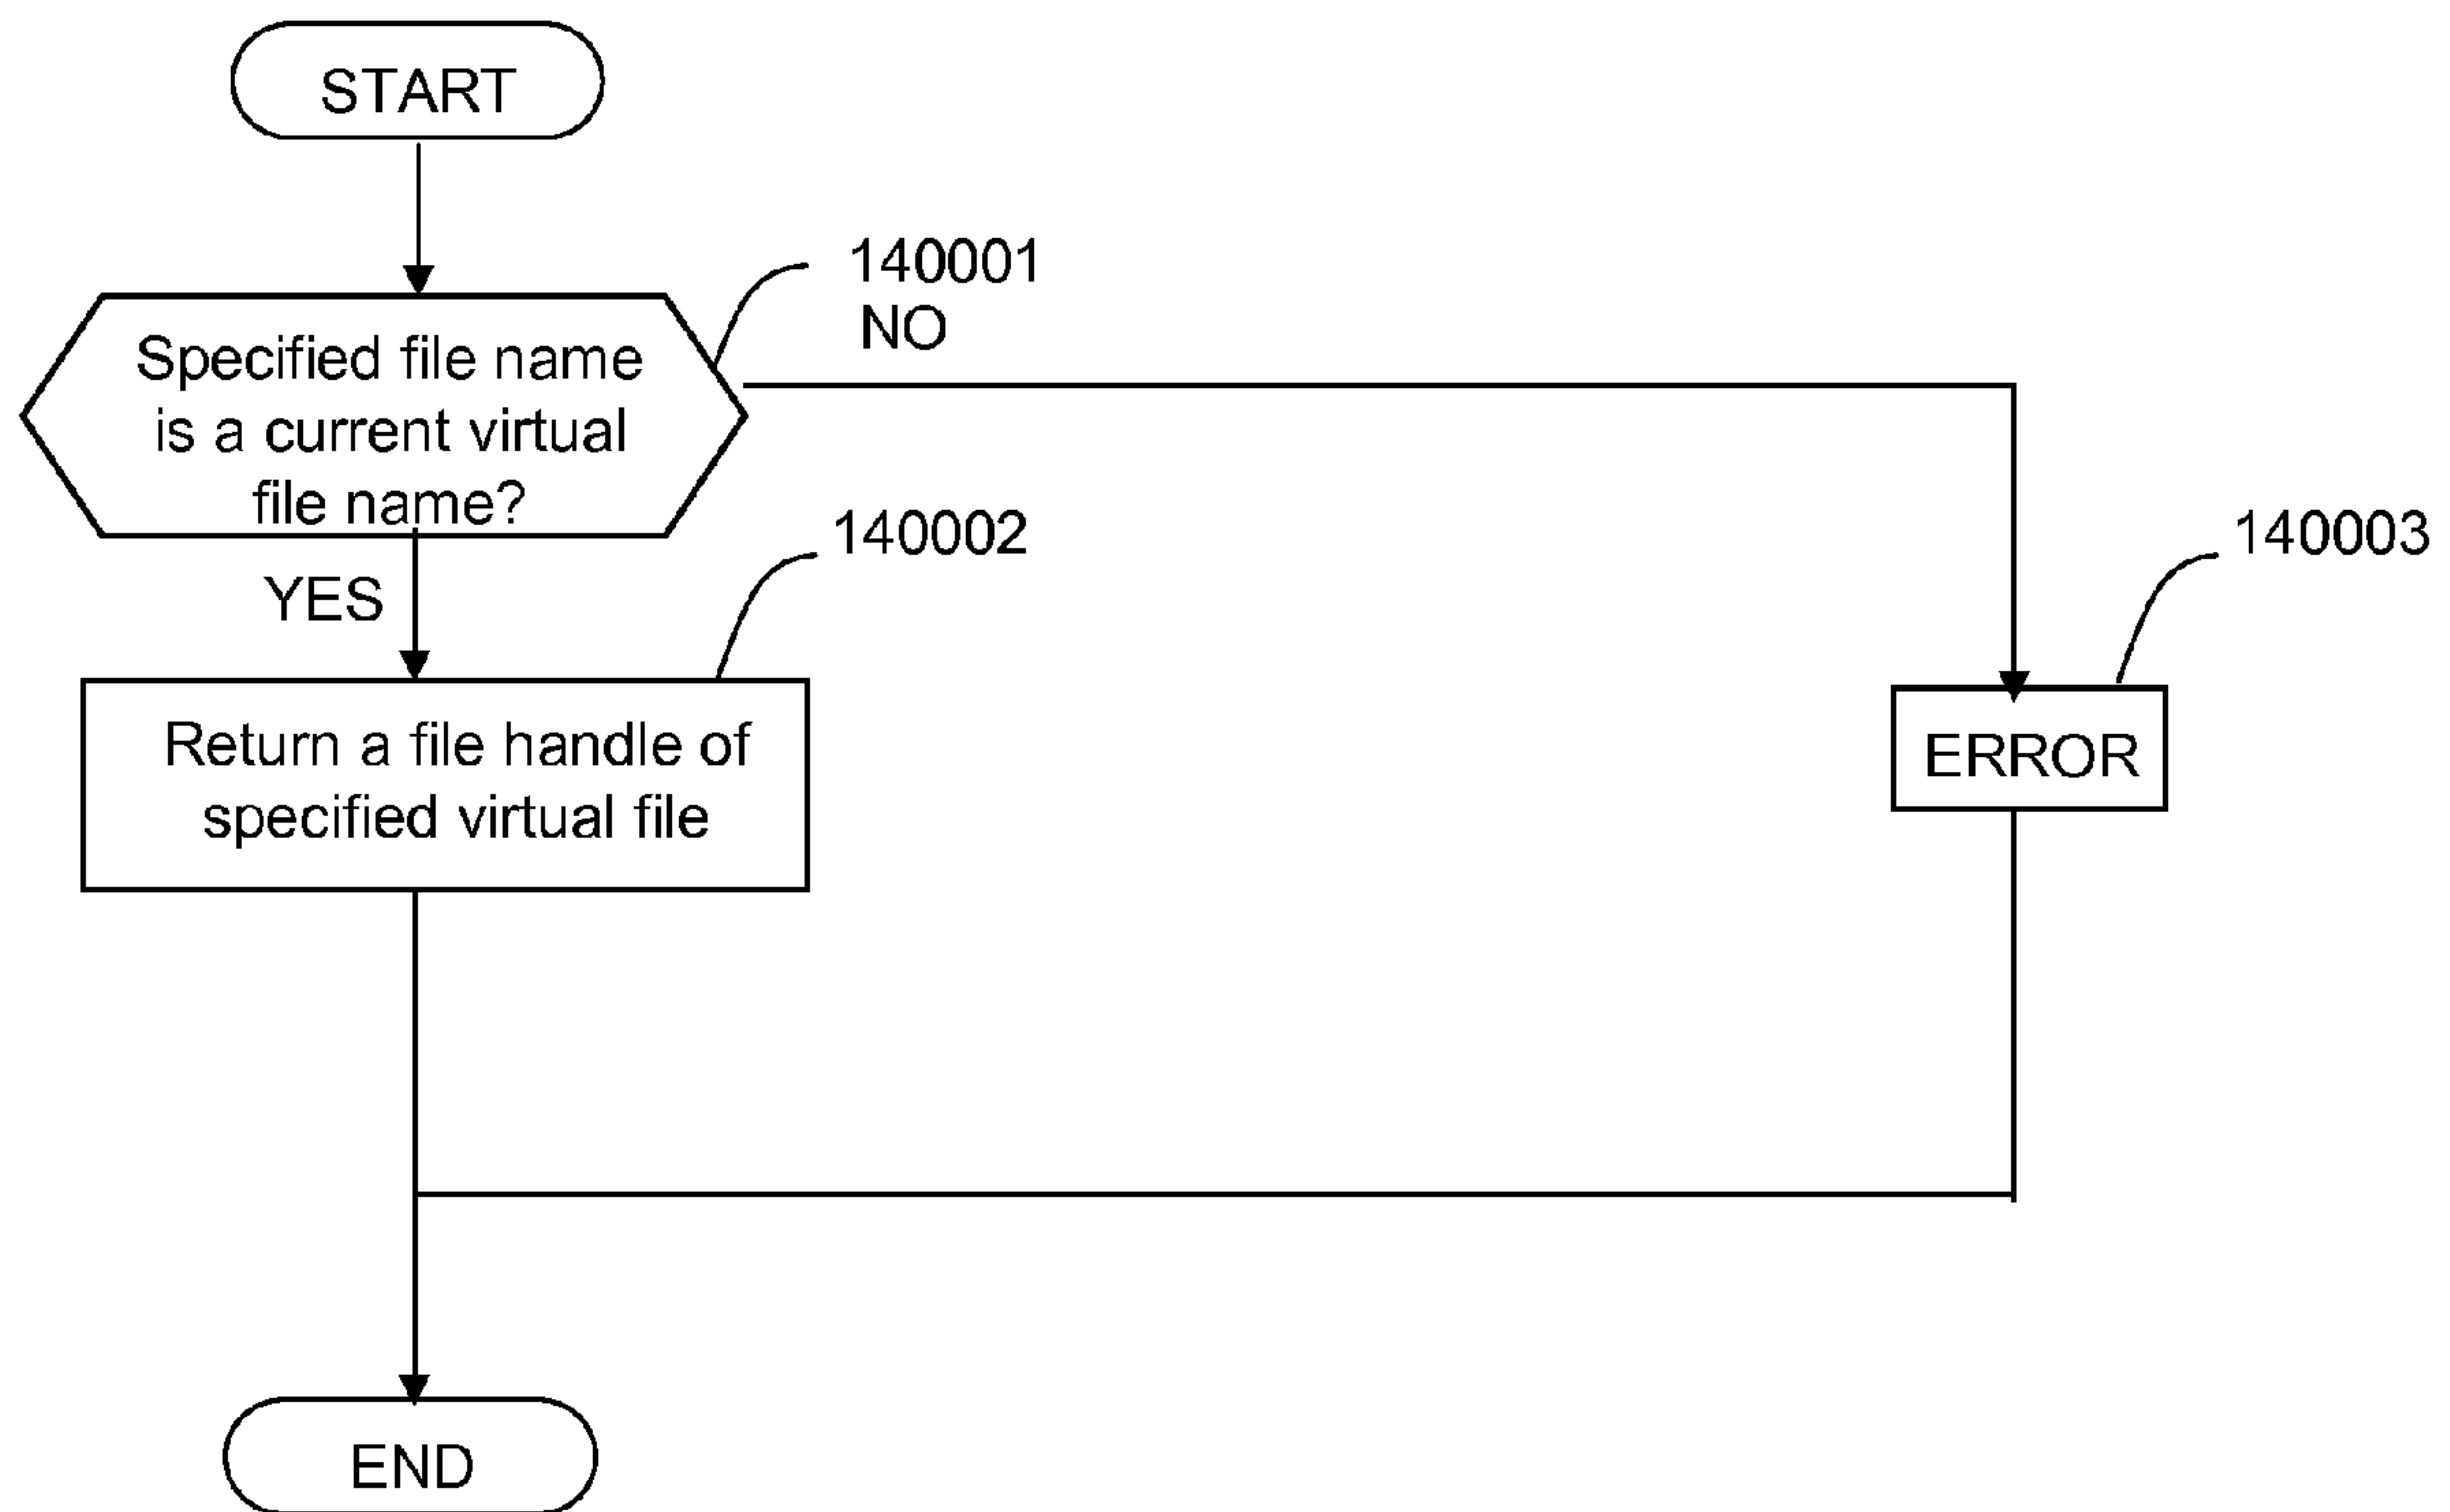 START
140001
NO
Specified file name
is a current virtual
file name?
YES
140002
Return a file handle of
specified virtual file
140003
ERROR
END